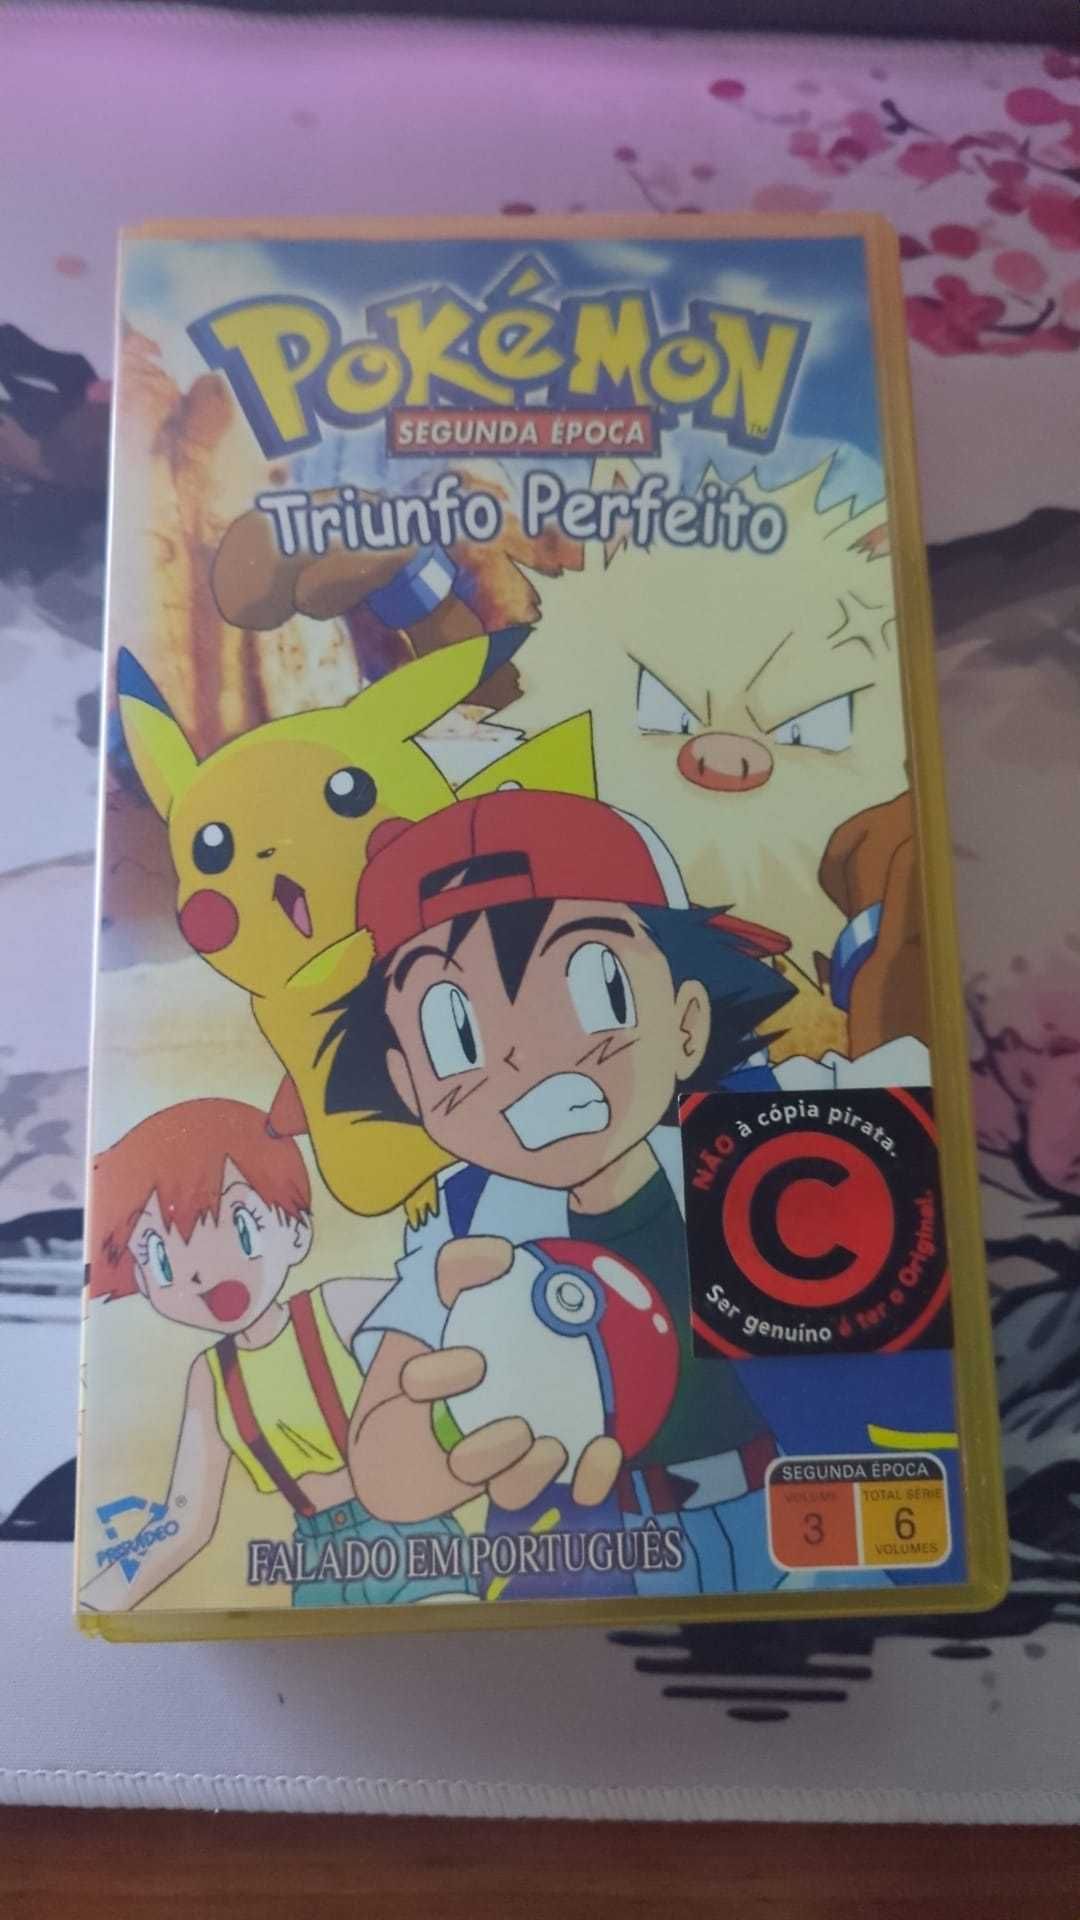 POKéMON
TM
SEGUNDA ÉPOCA
Triunfo Perfeito
NÃO à cópia pirata.
C
Ser genuíno é ter o Original.
SEGUNDA ÉPOCA
VOLUME
3
TOTAL SÉRIE
6
VOLUMES
PRISVIDEO
®
FALADO EM PORTUGUÊS